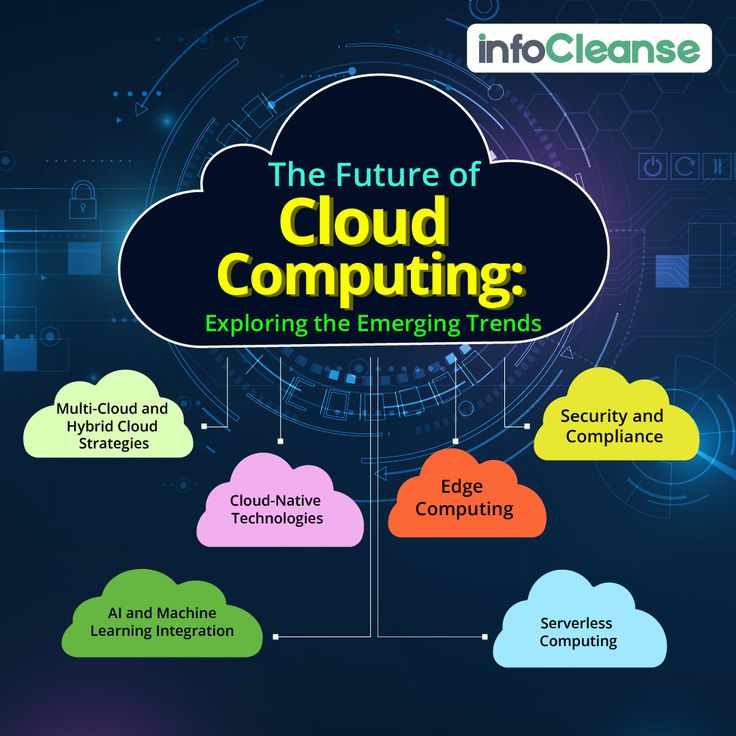 infoCleanse
The Future of
Cloud
Computing:
Exploring the Emerging Trends
Multi-Cloud and
Hybrid Cloud
Strategies
Security and
Compliance
Cloud-Native
Technologies
Edge
Computing
AI and Machine
Learning Integration
Serverless
Computing